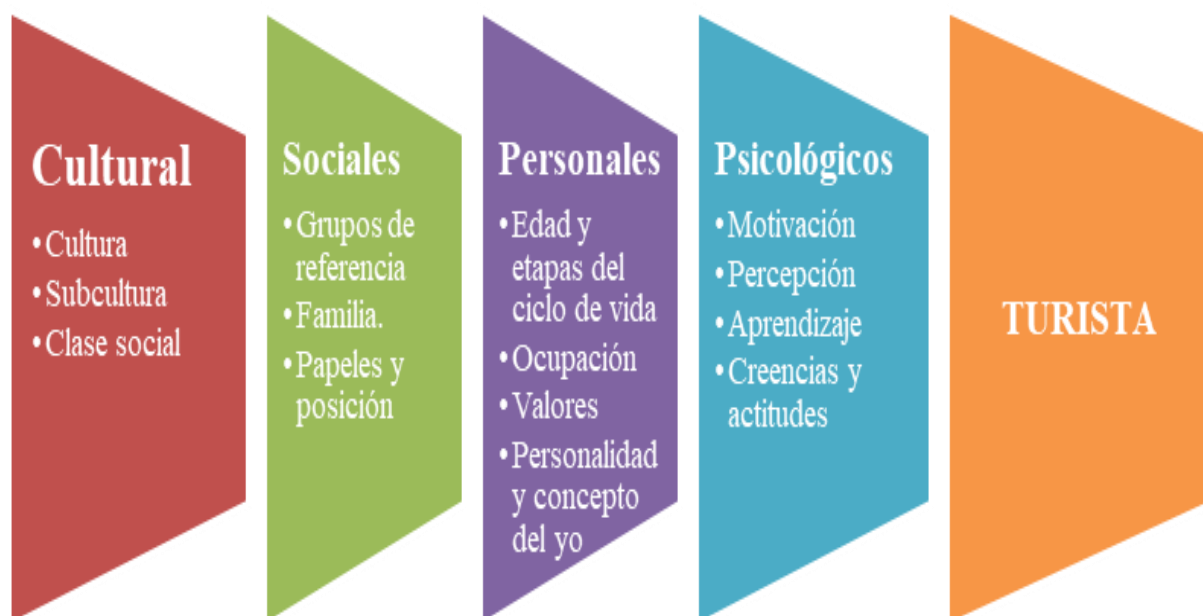 Cultural
• Cultura
• Subcultura
• Clase social
Sociales
• Grupos de
referencia
• Familia.
• Papeles y
posición
Personales
• Edad y
etapas del
ciclo de vida
• Ocupación
• Valores
• Personalidad
y concepto
del yo
Psicológicos
• Motivación
• Percepción
• Aprendizaje
• Creencias y
actitudes
TURISTA